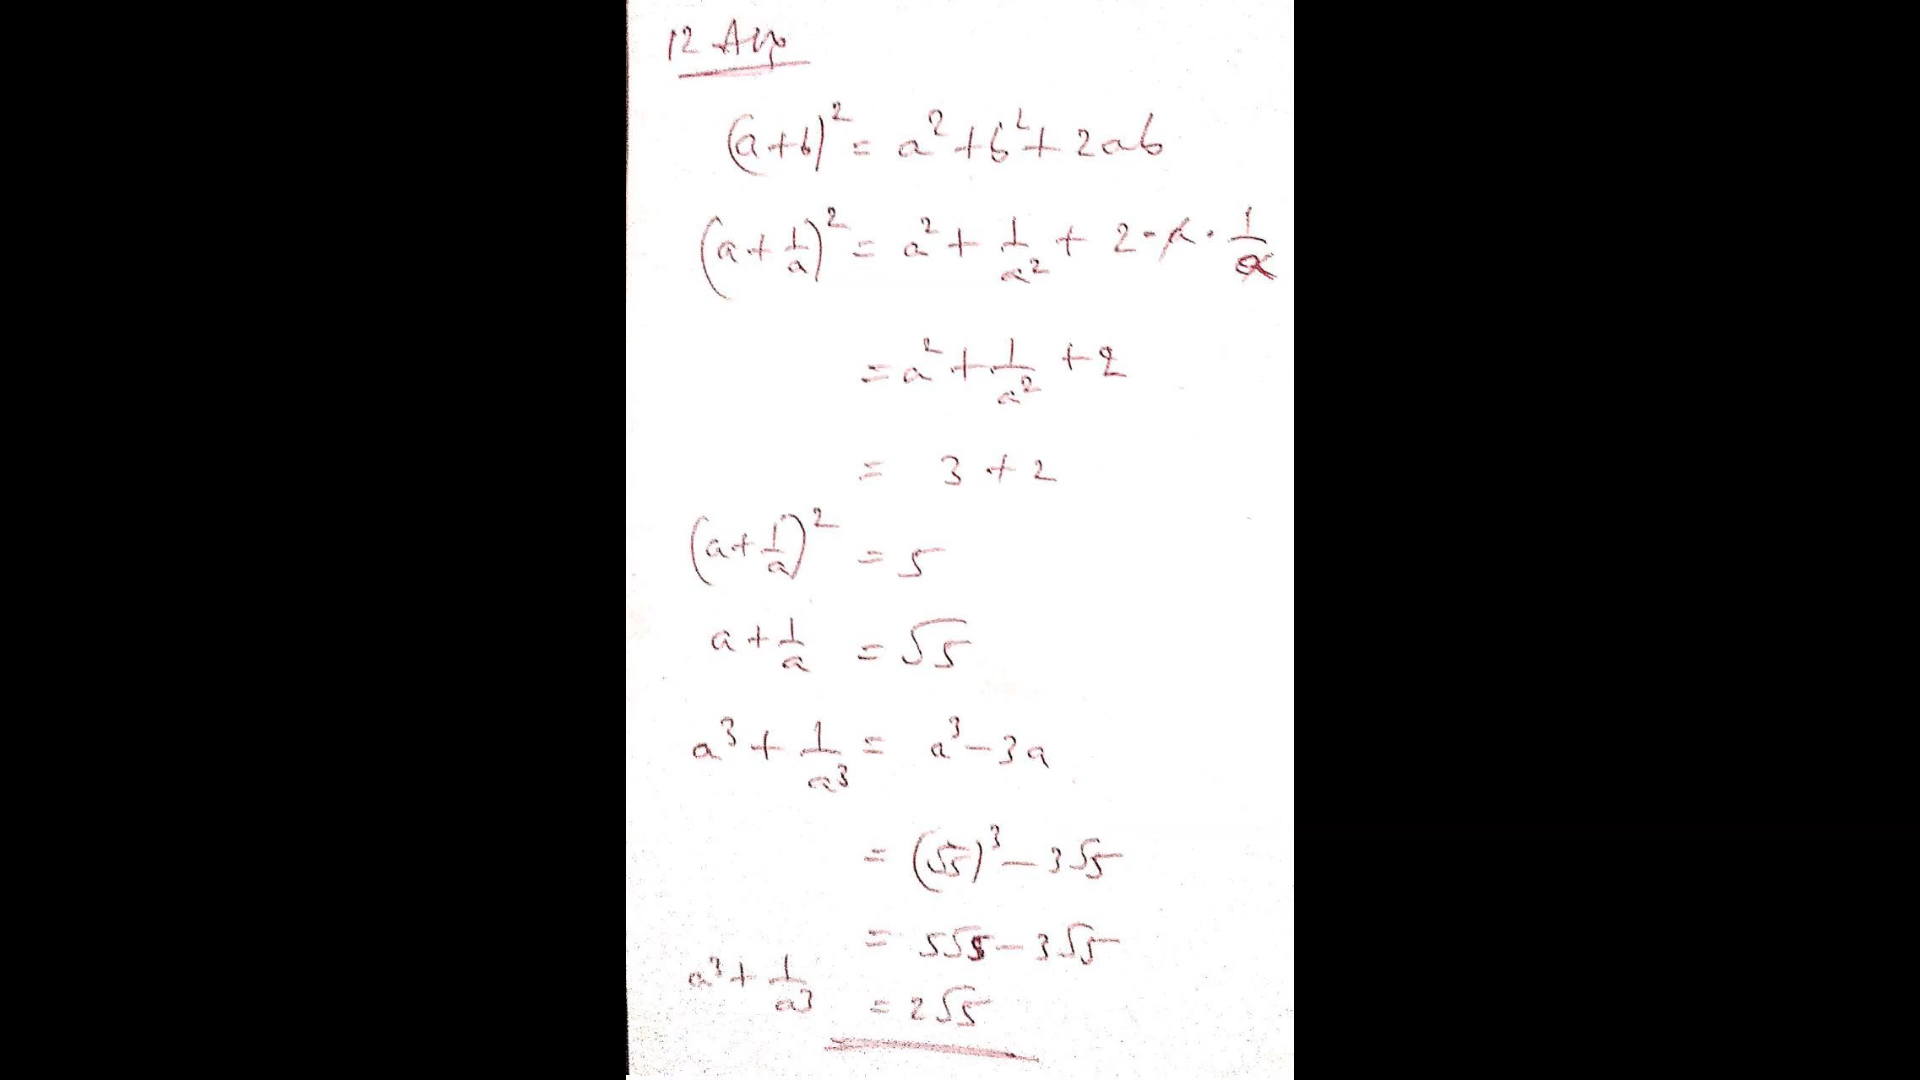 (a+b)² = a²+b²+2ab
(a+1/a)² = a²+1/a²+2·a·1/a
= a²+1/a²+2
= 3+2
(a+1/a)² = 5
a+1/a = √5
a³+1/a³ = a³-3a
= (√5)³-3√5
= 5√5-3√5
a³+1/a³ = 2√5